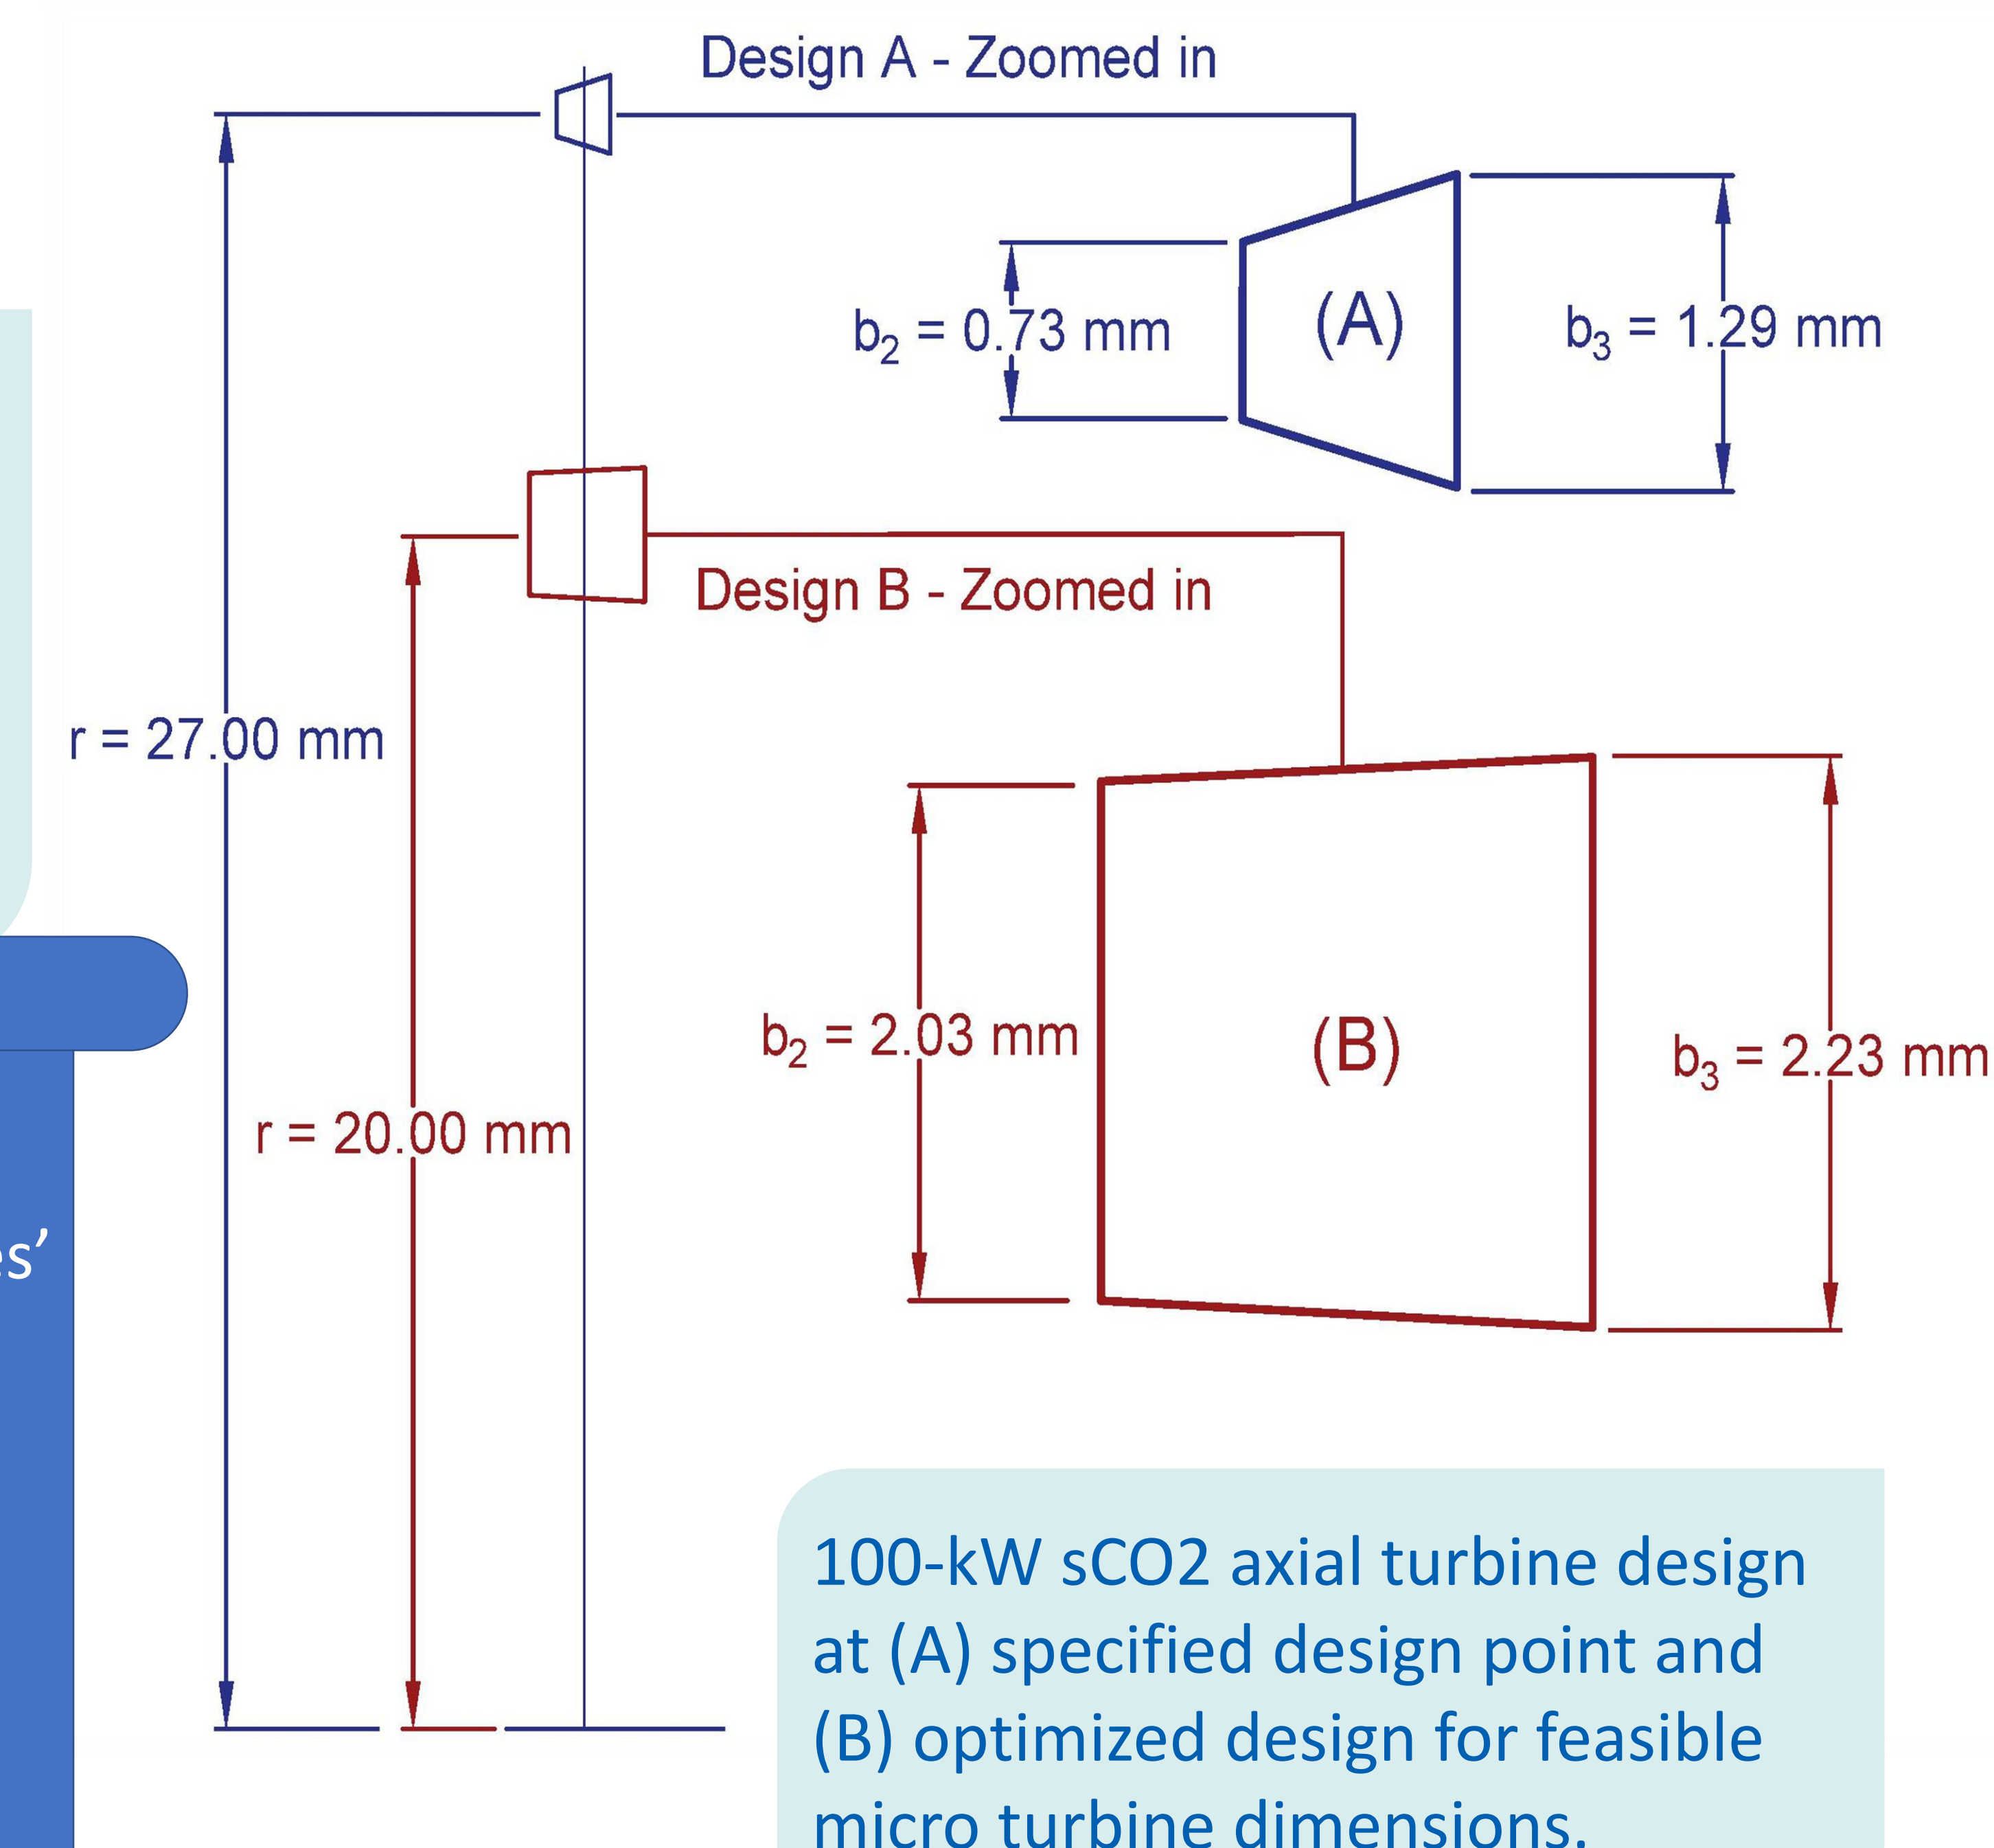 Design A - Zoomed in
b₂ = 0.73 mm
(A)
b₃ = 1.29 mm
Design B - Zoomed in
r = 27.00 mm
r = 20.00 mm
b₂ = 2.03 mm
(B)
b₃ = 2.23 mm
100-kW sCO2 axial turbine design
at (A) specified design point and
(B) optimized design for feasible
micro turbine dimensions.